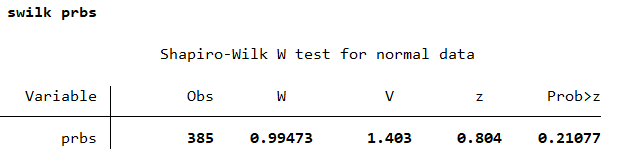 swilk prbs
Shapiro-Wilk W test for normal data
Variable Obs W V z Prob>z
prbs 385 0.99473 1.403 0.804 0.21077